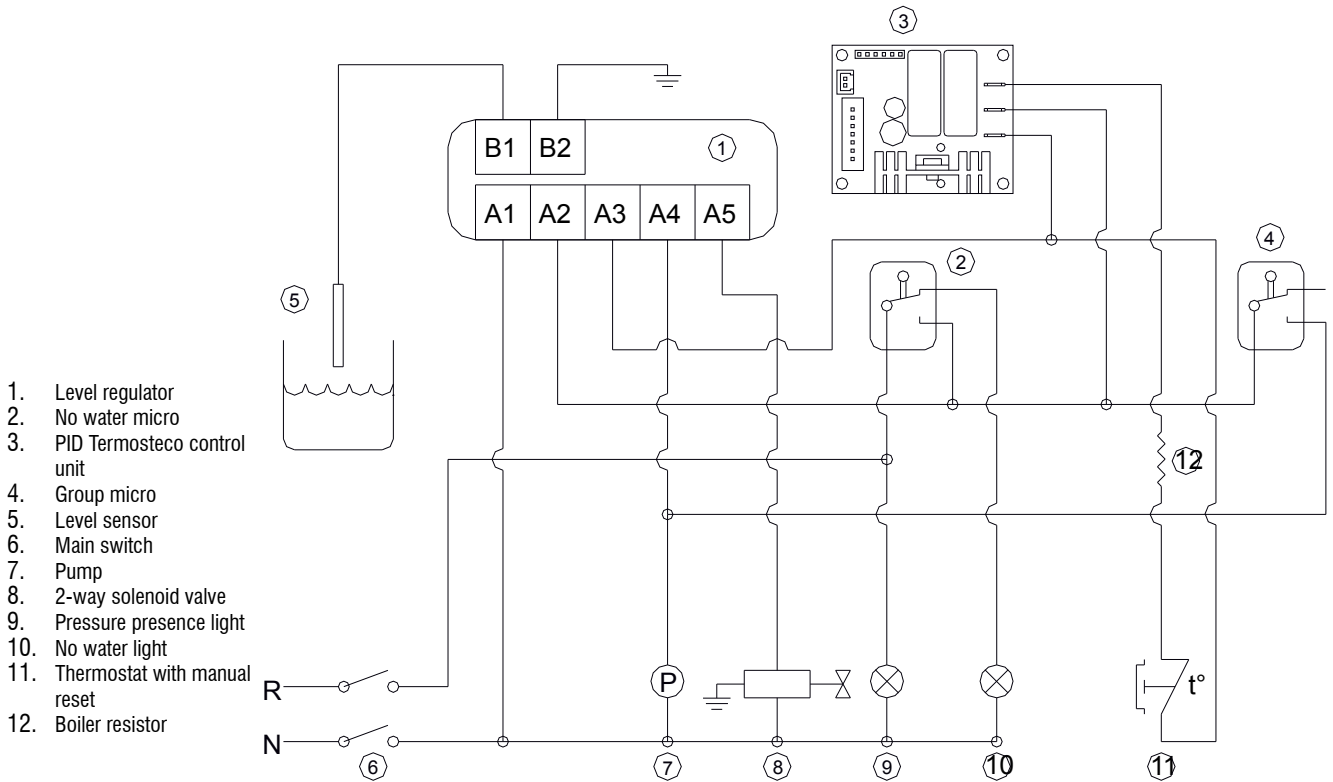 3
B1 B2
1
A1 A2 A3 A4 A5
4
2
5
1. Level regulator
2. No water micro
3. PID Termosteco control
unit
4. Group micro
5. Level sensor
6. Main switch
7. Pump
8. 2-way solenoid valve
9. Pressure presence light
10. No water light
11. Thermostat with manual
reset
12. Boiler resistor
12
R
P
t°
N
6
7
8
9
10
11